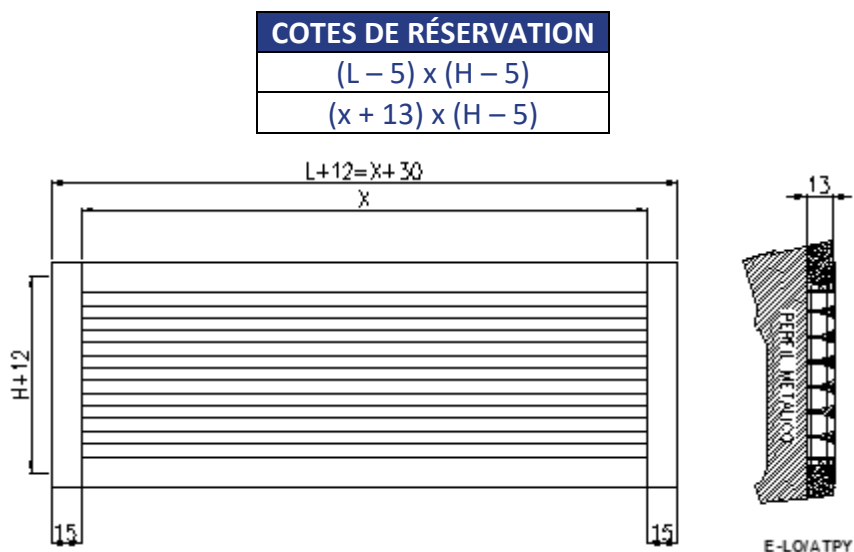 COTES DE RÉSERVATION
(L – 5) x (H – 5)
(x + 13) x (H – 5)
L+12=X+30
X
13
H+12
PERFIL METALICO
15
15
E-LO/ATPY